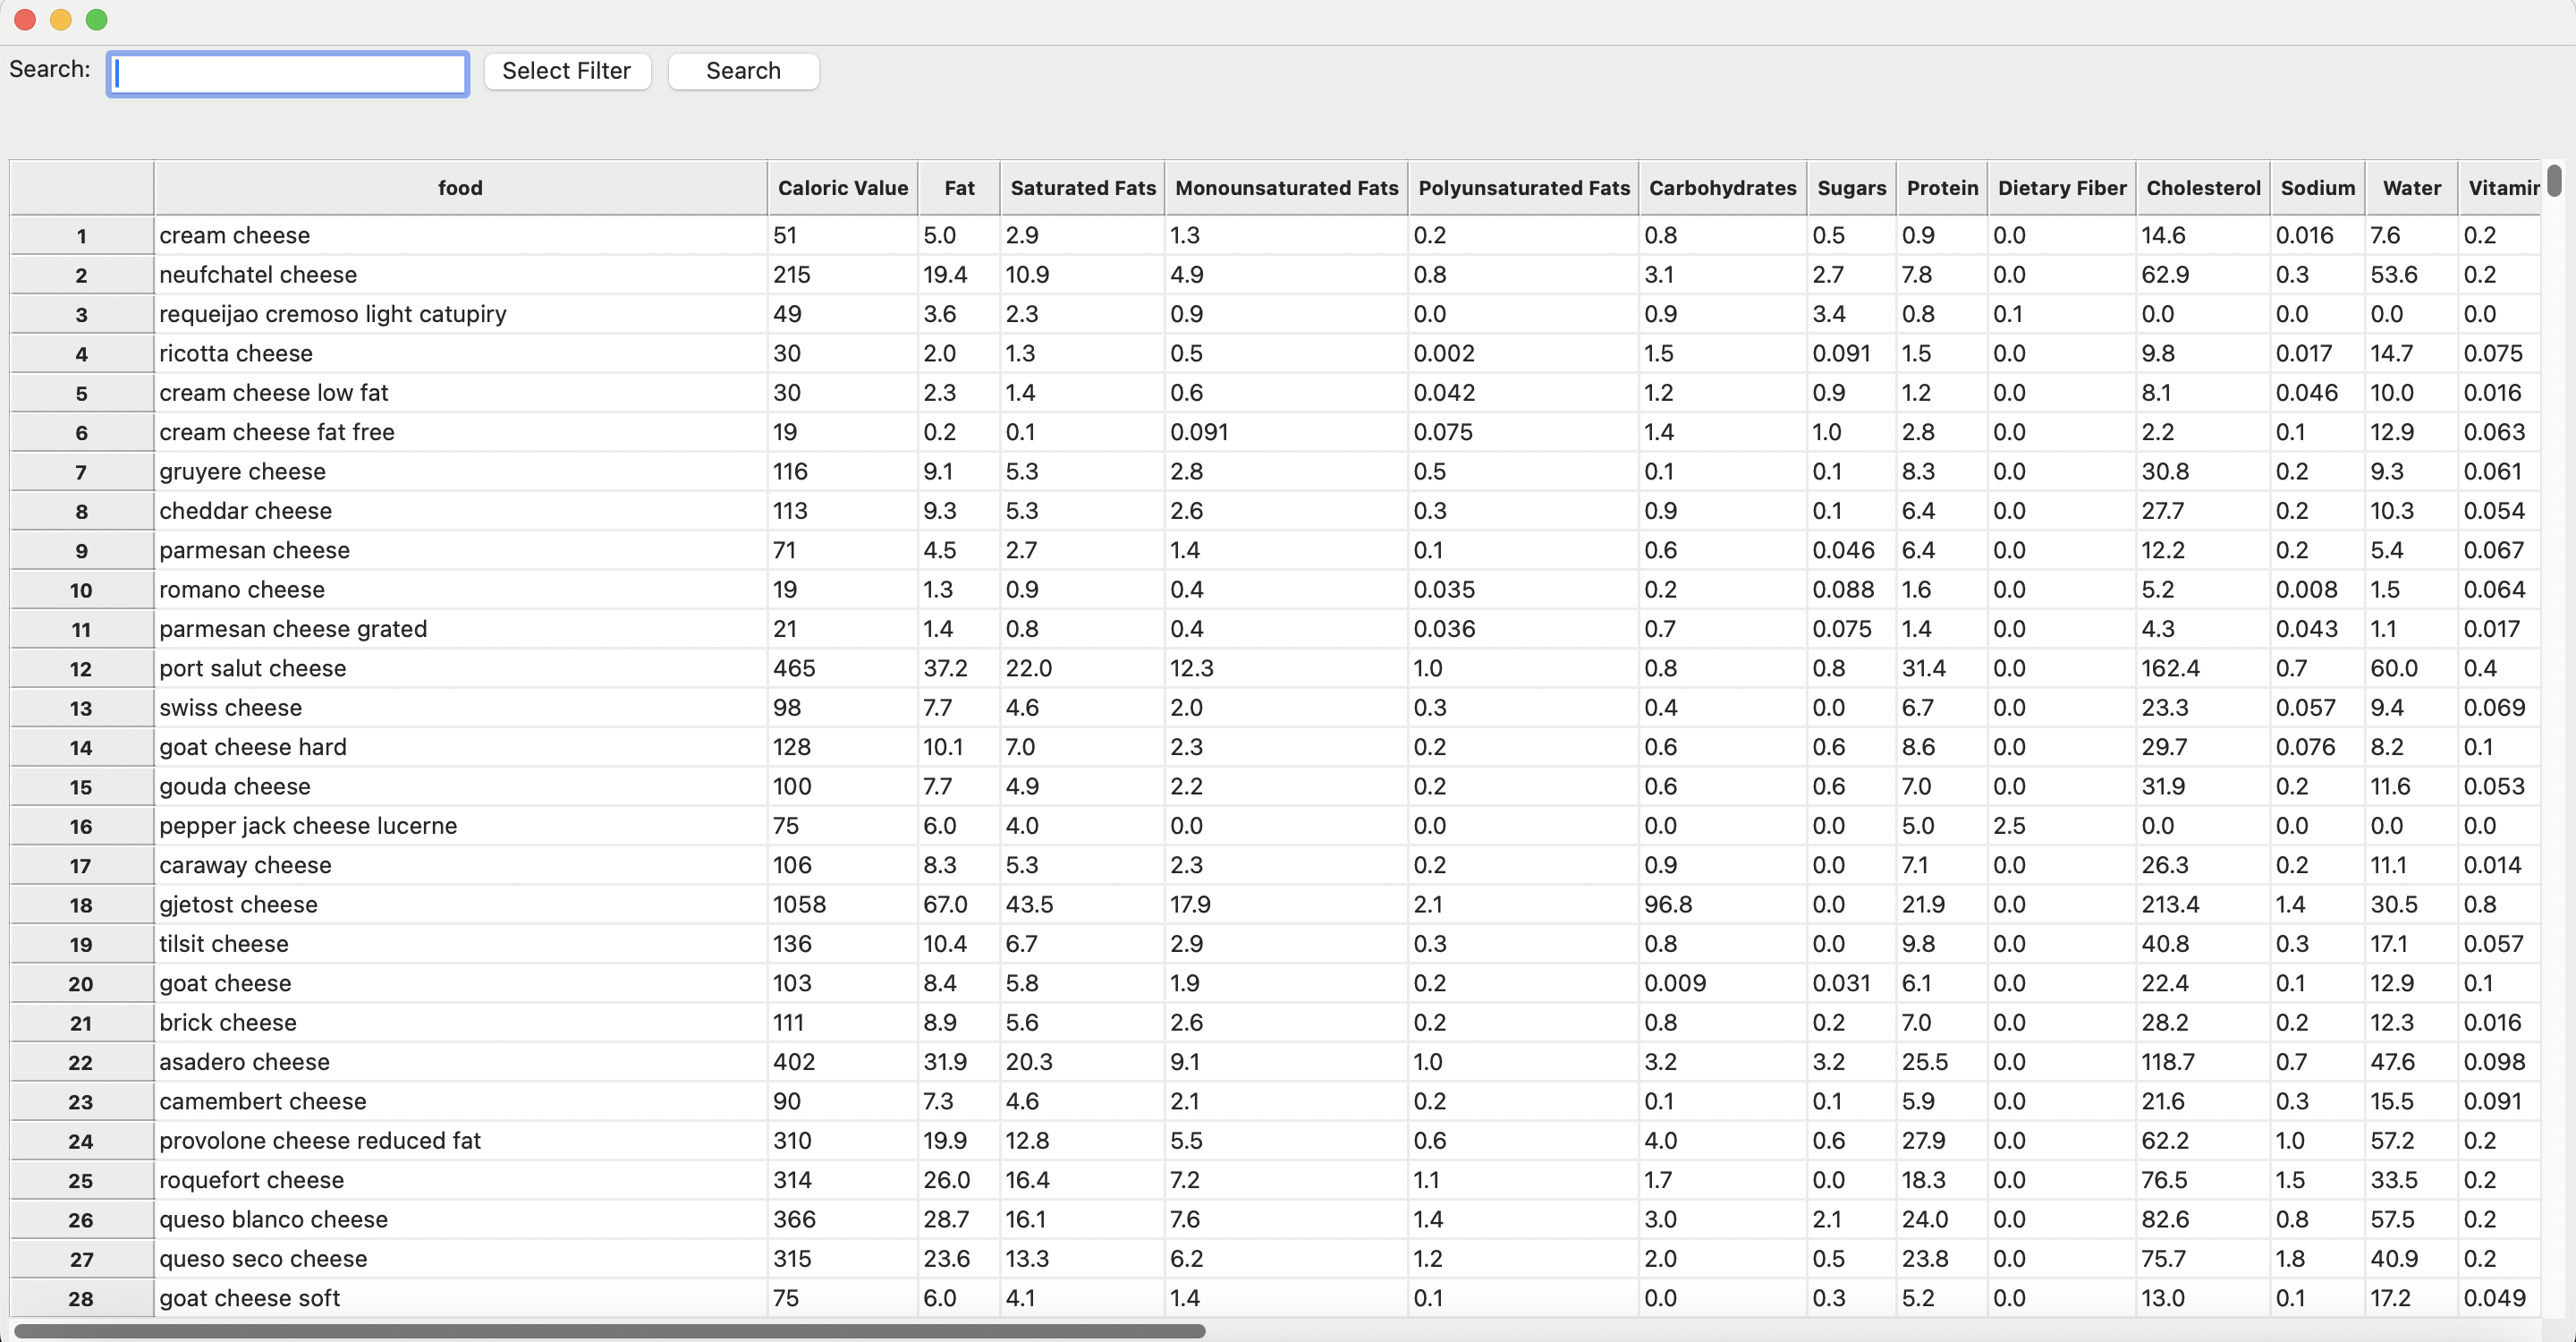 Search: Select Filter Search
food Caloric Value Fat Saturated Fats Monounsaturated Fats Polyunsaturated Fats Carbohydrates Sugars Protein Dietary Fiber Cholesterol Sodium Water
1 cream cheese 51 5.0 2.9 1.3 0.2 0.8 0.5 0.9 0.0 14.6 0.016 7.6 0.2
2 neufchatel cheese 215 19.4 10.9 4.9 0.8 3.1 2.7 7.8 0.0 62.9 0.3 53.6 0.2
3 requeijao cremoso light catupiry 49 3.6 2.3 0.9 0.0 0.9 3.4 0.8 0.1 0.0 0.0 0.0 0.0
4 ricotta cheese 30 2.0 1.3 0.5 0.002 1.5 0.091 1.5 0.0 9.8 0.017 14.7 0.075
5 cream cheese low fat 30 2.3 1.4 0.6 0.042 1.2 0.9 1.2 0.0 8.1 0.046 10.0 0.016
6 cream cheese fat free 19 0.2 0.1 0.091 0.075 1.4 1.0 2.8 0.0 2.2 0.1 12.9 0.063
7 gruyere cheese 116 9.1 5.3 2.8 0.5 0.1 0.1 8.3 0.0 30.8 0.2 9.3 0.061
8 cheddar cheese 113 9.3 5.3 2.6 0.3 0.9 0.1 6.4 0.0 27.7 0.2 10.3 0.054
9 parmesan cheese 71 4.5 2.7 1.4 0.1 0.6 0.046 6.4 0.0 12.2 0.2 5.4 0.067
10 romano cheese 19 1.3 0.9 0.4 0.035 0.2 0.088 1.6 0.0 5.2 0.008 1.5 0.064
11 parmesan cheese grated 21 1.4 0.8 0.4 0.036 0.7 0.075 1.4 0.0 4.3 0.043 1.1 0.017
12 port salut cheese 465 37.2 22.0 12.3 1.0 0.8 0.8 31.4 0.0 162.4 0.7 60.0 0.4
13 swiss cheese 98 7.7 4.6 2.0 0.3 0.4 0.0 6.7 0.0 23.3 0.057 9.4 0.069
14 goat cheese hard 128 10.1 7.0 2.3 0.2 0.6 0.6 8.6 0.0 29.7 0.076 8.2 0.1
15 gouda cheese 100 7.7 4.9 2.2 0.2 0.6 0.6 7.0 0.0 31.9 0.2 11.6 0.053
16 pepper jack cheese lucerne 75 6.0 4.0 0.0 0.0 0.0 0.0 5.0 2.5 0.0 0.0 0.0 0.0
17 caraway cheese 106 8.3 5.3 2.3 0.2 0.9 0.0 7.1 0.0 26.3 0.2 11.1 0.014
18 gjetost cheese 1058 67.0 43.5 17.9 2.1 96.8 0.0 21.9 0.0 213.4 1.4 30.5 0.8
19 tilsit cheese 136 10.4 6.7 2.9 0.3 0.8 0.0 9.8 0.0 40.8 0.3 17.1 0.057
20 goat cheese 103 8.4 5.8 1.9 0.2 0.009 0.031 6.1 0.0 22.4 0.1 12.9 0.1
21 brick cheese 111 8.9 5.6 2.6 0.2 0.8 0.2 7.0 0.0 28.2 0.2 12.3 0.016
22 asadero cheese 402 31.9 20.3 9.1 1.0 3.2 3.2 25.5 0.0 118.7 0.7 47.6 0.098
23 camembert cheese 90 7.3 4.6 2.1 0.2 0.1 0.1 5.9 0.0 21.6 0.3 15.5 0.091
24 provolone cheese reduced fat 310 19.9 12.8 5.5 0.6 4.0 0.6 27.9 0.0 62.2 1.0 57.2 0.2
25 roquefort cheese 314 26.0 16.4 7.2 1.1 1.7 0.0 18.3 0.0 76.5 1.5 33.5 0.2
26 queso blanco cheese 366 28.7 16.1 7.6 1.4 3.0 2.1 24.0 0.0 82.6 0.8 57.5 0.2
27 queso seco cheese 315 23.6 13.3 6.2 1.2 2.0 0.5 23.8 0.0 75.7 1.8 40.9 0.2
28 goat cheese soft 75 6.0 4.1 1.4 0.1 0.0 0.3 5.2 0.0 13.0 0.1 17.2 0.049